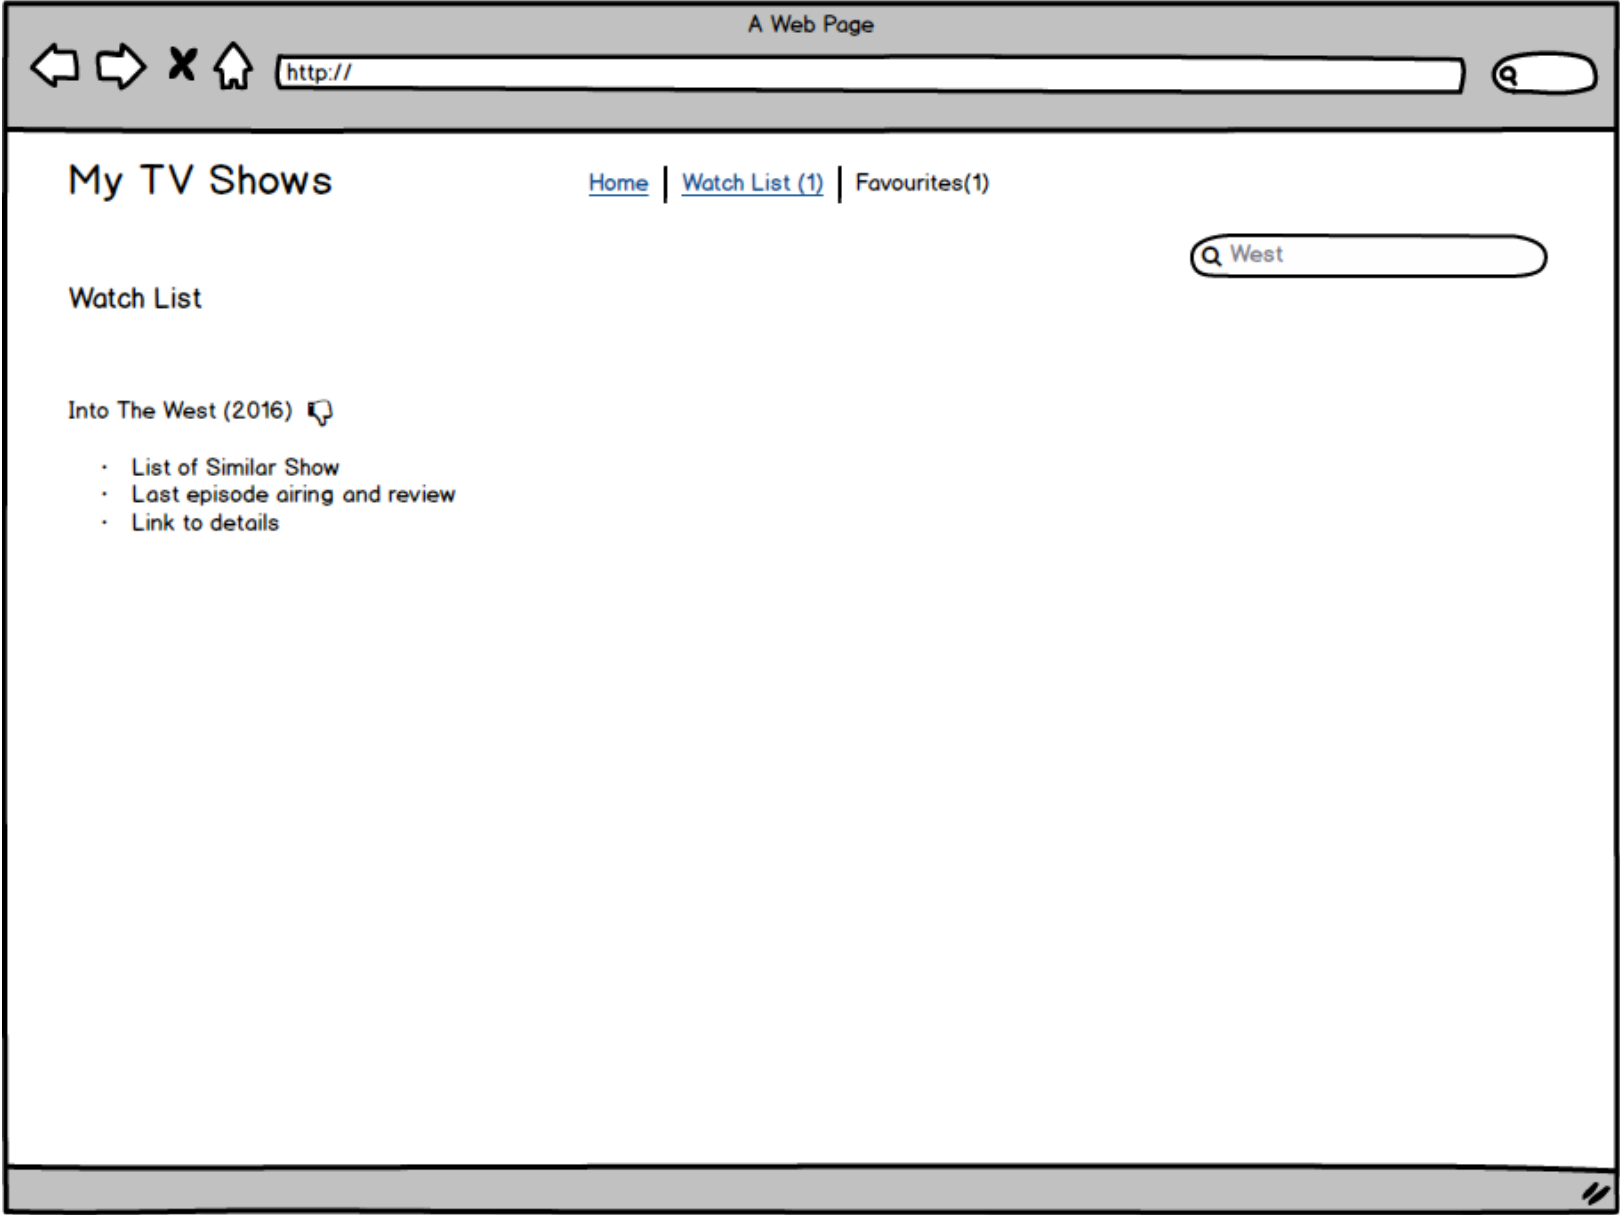 A Web Page
http://
My TV Shows
Home | Watch List (1) | Favourites(1)
West
Watch List
Into The West (2016)
· List of Similar Show
· Last episode airing and review
· Link to details